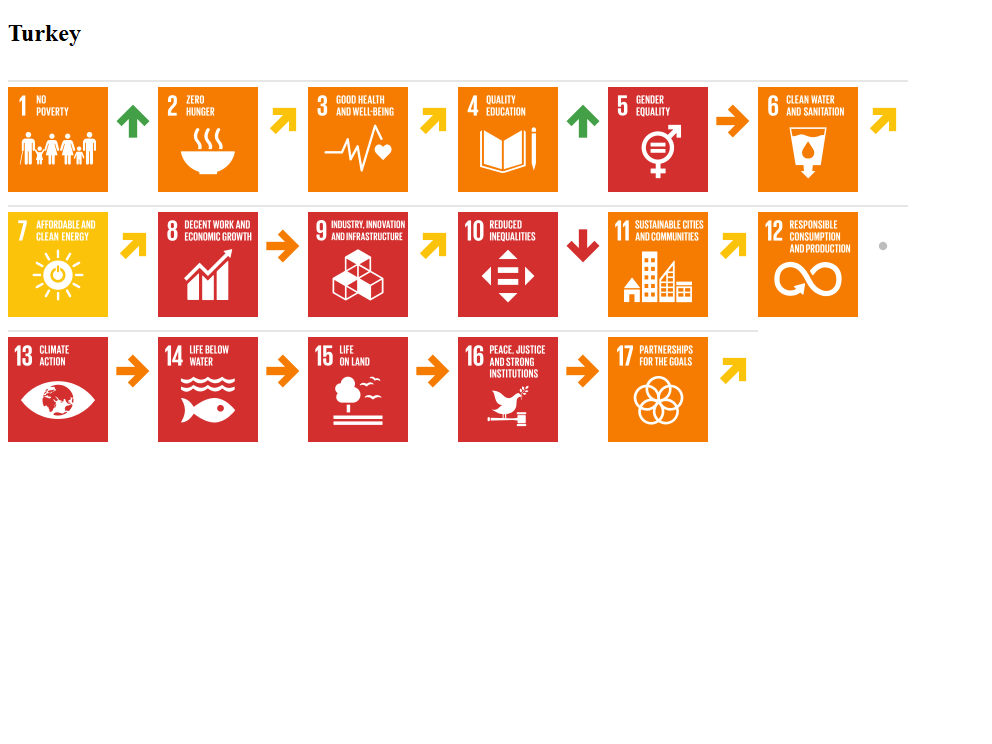 Turkey
1 NO
POVERTY
2 ZERO
HUNGER
3 GOOD HEALTH
AND WELL-BEING
4 QUALITY
EDUCATION
5 GENDER
EQUALITY
6 CLEAN WATER
AND SANITATION
7 AFFORDABLE AND
CLEAN ENERGY
8 DECENT WORK AND
ECONOMIC GROWTH
9 INDUSTRY, INNOVATION
AND INFRASTRUCTURE
10 REDUCED
INEQUALITIES
11 SUSTAINABLE CITIES
AND COMMUNITIES
12 RESPONSIBLE
CONSUMPTION
AND PRODUCTION
13 CLIMATE
ACTION
14 LIFE BELOW
WATER
15 LIFE
ON LAND
16 PEACE, JUSTICE
AND STRONG
INSTITUTIONS
17 PARTNERSHIPS
FOR THE GOALS